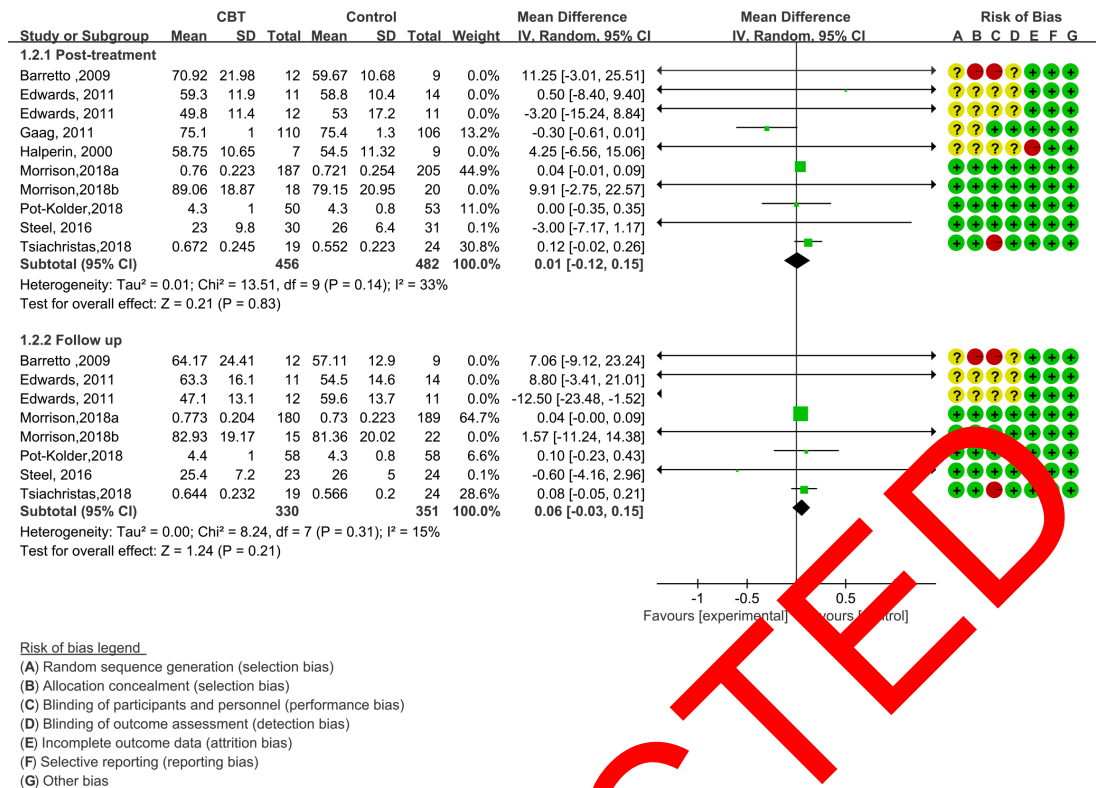 CBT Control Mean Difference Mean Difference Risk of Bias
Study or Subgroup Mean SD Total Mean SD Total Weight IV, Random, 95% CI IV, Random, 95% CI A B C D E F G
1.2.1 Post-treatment
Barretto ,2009 70.92 21.98 12 59.67 10.68 9 0.0% 11.25 [-3.01, 25.51] ? - - ? + + +
Edwards, 2011 59.3 11.9 11 58.8 10.4 14 0.0% 0.50 [-8.40, 9.40] ? ? ? ? + + +
Edwards, 2011 49.8 11.4 12 53 17.2 11 0.0% -3.20 [-15.24, 8.84] ? ? ? ? + + +
Gaag, 2011 75.1 1 110 75.4 1.3 106 13.2% -0.30 [-0.61, 0.01] ? ? + + + + +
Halperin, 2000 58.75 10.65 7 54.5 11.32 9 0.0% 4.25 [-6.56, 15.06] ? ? ? ? - + +
Morrison,2018a 0.76 0.223 187 0.721 0.254 205 44.9% 0.04 [-0.01, 0.09] + + + + + + +
Morrison,2018b 89.06 18.87 18 79.15 20.95 20 0.0% 9.91 [-2.75, 22.57] + + + + + + +
Pot-Kolder,2018 4.3 1 50 4.3 0.8 53 11.0% 0.00 [-0.35, 0.35] + + + + + + +
Steel, 2016 23 9.8 30 26 6.4 31 0.1% -3.00 [-7.17, 1.17] + + + + + + +
Tsiachristas,2018 0.672 0.245 19 0.552 0.223 24 30.8% 0.12 [-0.02, 0.26] + + - + + + +
Subtotal (95% CI) 456 482 100.0% 0.01 [-0.12, 0.15]
Heterogeneity: Tau² = 0.01; Chi² = 13.51, df = 9 (P = 0.14); I² = 33%
Test for overall effect: Z = 0.21 (P = 0.83)
1.2.2 Follow up
Barretto ,2009 64.17 24.41 12 57.11 12.9 9 0.0% 7.06 [-9.12, 23.24] ? - - ? + + +
Edwards, 2011 63.3 16.1 11 54.5 14.6 14 0.0% 8.80 [-3.41, 21.01] ? ? ? ? + + +
Edwards, 2011 47.1 13.1 12 59.6 13.7 11 0.0% -12.50 [-23.48, -1.52] ? ? ? ? + + +
Morrison,2018a 0.773 0.204 180 0.73 0.223 189 64.7% 0.04 [-0.00, 0.09] + + + + + + +
Morrison,2018b 82.93 19.17 15 81.36 20.02 22 0.0% 1.57 [-11.24, 14.38] + + + + +
Pot-Kolder,2018 4.4 1 58 4.3 0.8 58 6.6% 0.10 [-0.23, 0.43] + + + +
Steel, 2016 25.4 7.2 23 26 5 24 0.1% -0.60 [-4.16, 2.96] + + + + + +
Tsiachristas,2018 0.644 0.232 19 0.566 0.2 24 28.6% 0.08 [-0.05, 0.21] + - + + + +
Subtotal (95% CI) 330 351 100.0% 0.06 [-0.03, 0.15]
Heterogeneity: Tau² = 0.00; Chi² = 8.24, df = 7 (P = 0.31); I² = 15%
Test for overall effect: Z = 1.24 (P = 0.21)
-1 -0.5 0.5
Favours [experimental]
Risk of bias legend
(A) Random sequence generation (selection bias)
(B) Allocation concealment (selection bias)
(C) Blinding of participants and personnel (performance bias)
(D) Blinding of outcome assessment (detection bias)
(E) Incomplete outcome data (attrition bias)
(F) Selective reporting (reporting bias)
(G) Other bias
CTED